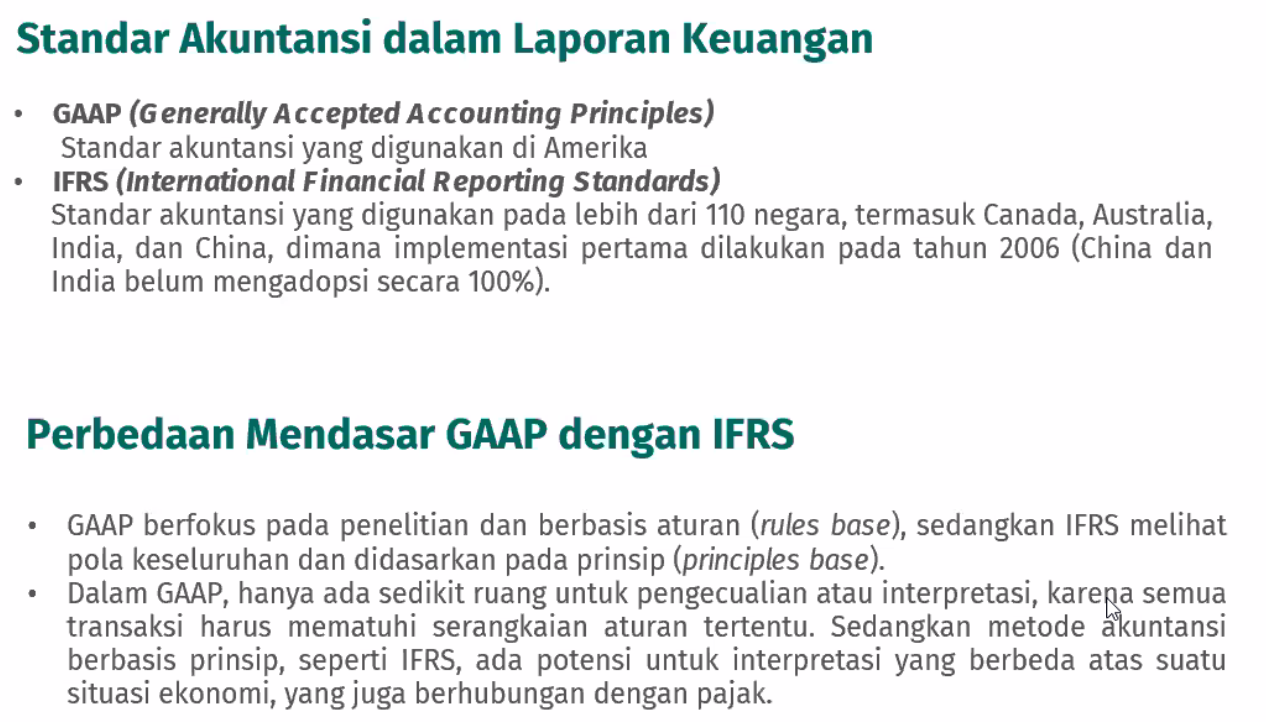 Standar Akuntansi dalam Laporan Keuangan
• GAAP (Generally Accepted Accounting Principles)
Standar akuntansi yang digunakan di Amerika
• IFRS (International Financial Reporting Standards)
Standar akuntansi yang digunakan pada lebih dari 110 negara, termasuk Canada, Australia,
India, dan China, dimana implementasi pertama dilakukan pada tahun 2006 (China dan
India belum mengadopsi secara 100%).
Perbedaan Mendasar GAAP dengan IFRS
• GAAP berfokus pada penelitian dan berbasis aturan (rules base), sedangkan IFRS melihat
pola keseluruhan dan didasarkan pada prinsip (principles base).
• Dalam GAAP, hanya ada sedikit ruang untuk pengecualian atau interpretasi, karena semua
transaksi harus mematuhi serangkaian aturan tertentu. Sedangkan metode akuntansi
berbasis prinsip, seperti IFRS, ada potensi untuk interpretasi yang berbeda atas suatu
situasi ekonomi, yang juga berhubungan dengan pajak.